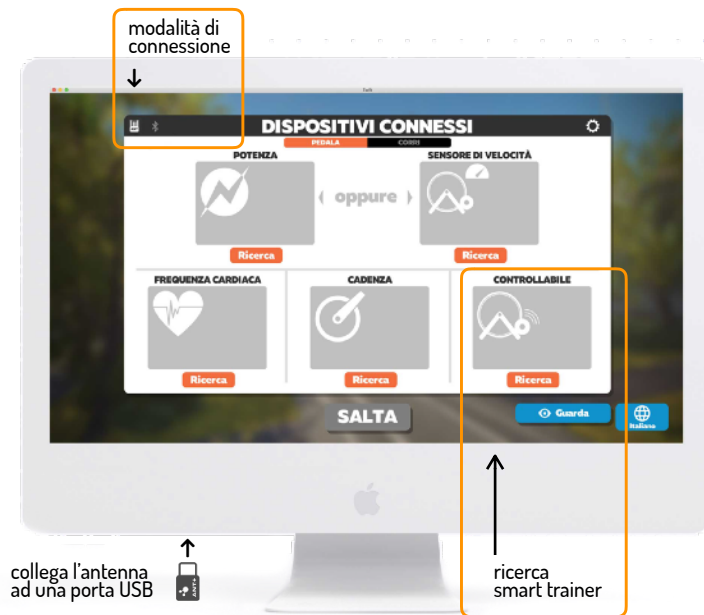 modalità di
connessione
DISPOSITIVI CONNESSI
PEDALA CORRI
POTENZA
SENSORE DI VELOCITÀ
oppure
Ricerca
Ricerca
FREQUENZA CARDIACA
CADENZA
CONTROLLABILE
Ricerca
Ricerca
Ricerca
SALTA
Guarda
Italiano
collega l'antenna
ad una porta USB
ANT+
ricerca
smart trainer